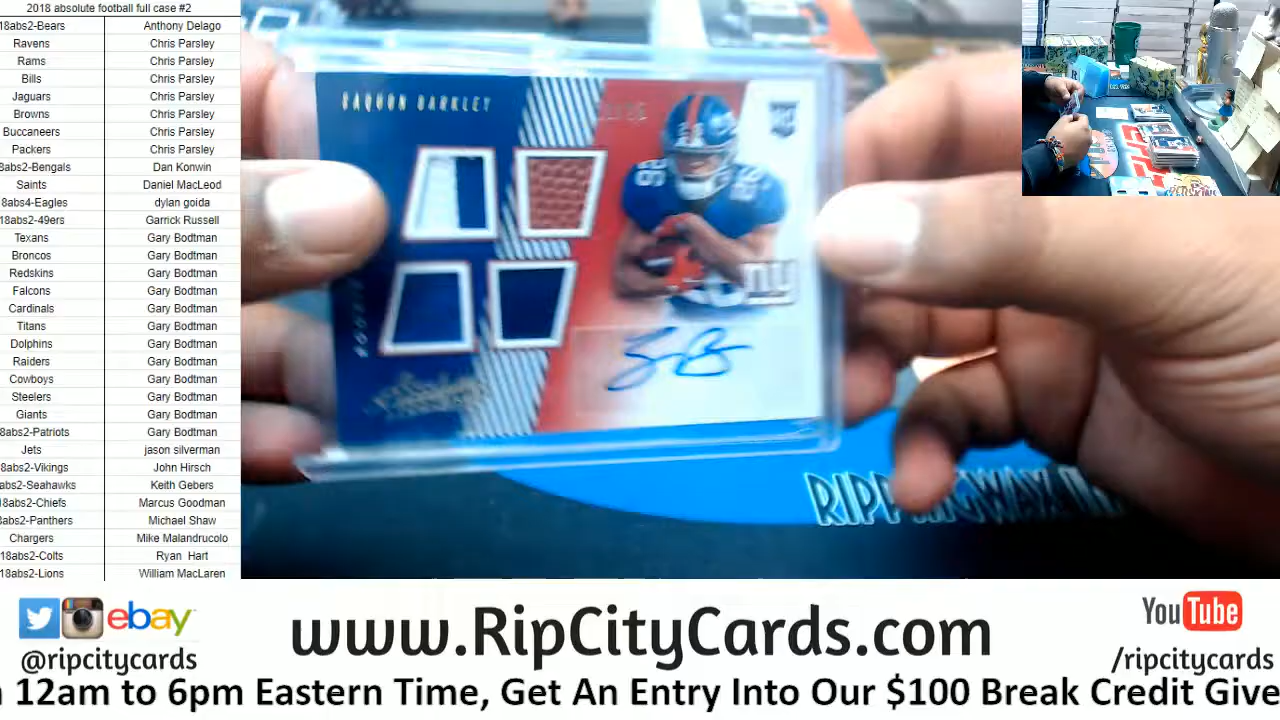 2018 absolute football full case #2
18abs2-Bears Anthony Delago
Ravens Chris Parsley
Rams Chris Parsley
Bills Chris Parsley
Jaguars Chris Parsley
Browns Chris Parsley
Buccaneers Chris Parsley
Packers Chris Parsley
8abs2-Bengals Dan Konwin
Saints Daniel MacLeod
8abs4-Eagles dylan goida
18abs2-49ers Garrick Russell
Texans Gary Bodtman
Broncos Gary Bodtman
Redskins Gary Bodtman
Falcons Gary Bodtman
Cardinals Gary Bodtman
Titans Gary Bodtman
Dolphins Gary Bodtman
Raiders Gary Bodtman
Cowboys Gary Bodtman
Steelers Gary Bodtman
Giants Gary Bodtman
8abs2-Patriots Gary Bodtman
Jets jason silverman
8abs2-Vikings John Hirsch
abs2-Seahawks Keith Gebers
18abs2-Chiefs Marcus Goodman
8abs2-Panthers Michael Shaw
Chargers Mike Malandrucolo
18abs2-Colts Ryan Hart
18abs2-Lions William MacLaren
SAQUON BARKLEY
ny
ebay
@ripcitycards
www.RipCityCards.com
YouTube
/ripcitycards
12am to 6pm Eastern Time, Get An Entry Into Our $100 Break Credit Give